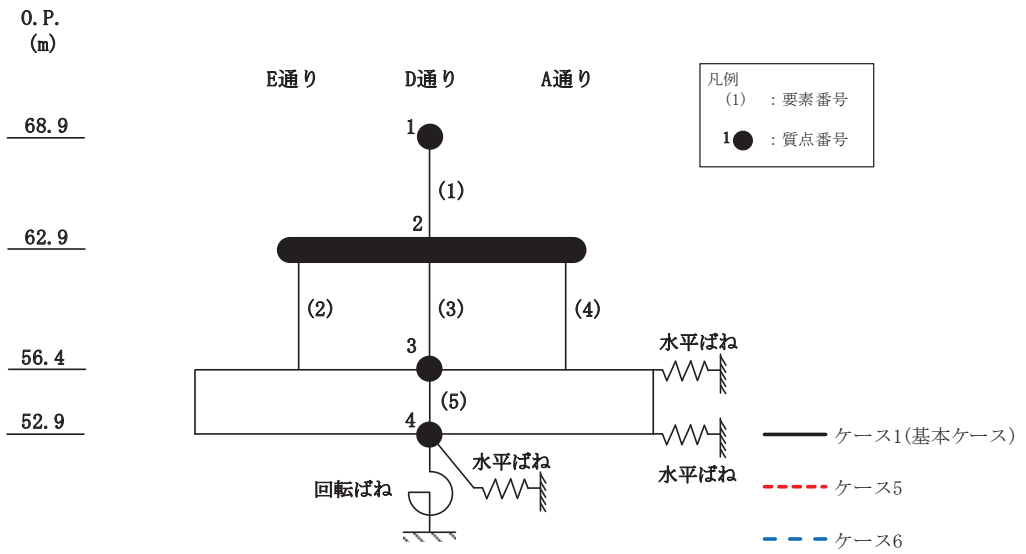 O.P.
(m)
E通り D通り A通り
凡例
(1) : 要素番号
1 : 質点番号
68.9
1
(1)
2
62.9
(2) (3) (4)
3
水平ばね
56.4
(5)
52.9
4
水平ばね
水平ばね
回転ばね
ケース1(基本ケース)
ケース5
ケース6